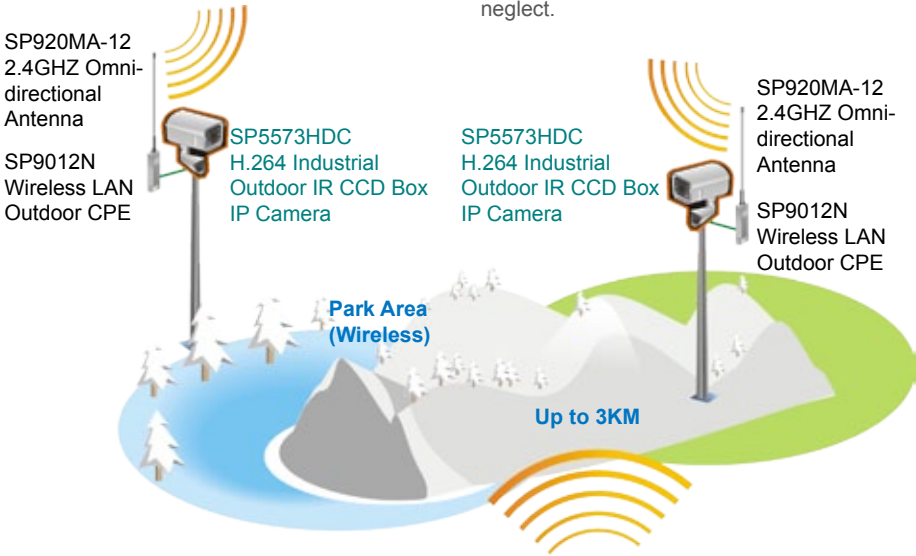 neglect.
SP920MA-12
2.4GHZ Omni-
directional
Antenna
SP9012N
Wireless LAN
Outdoor CPE
SP5573HDC
H.264 Industrial
Outdoor IR CCD Box
IP Camera
SP5573HDC
H.264 Industrial
Outdoor IR CCD Box
IP Camera
SP920MA-12
2.4GHZ Omni-
directional
Antenna
SP9012N
Wireless LAN
Outdoor CPE
Park Area
(Wireless)
Up to 3KM